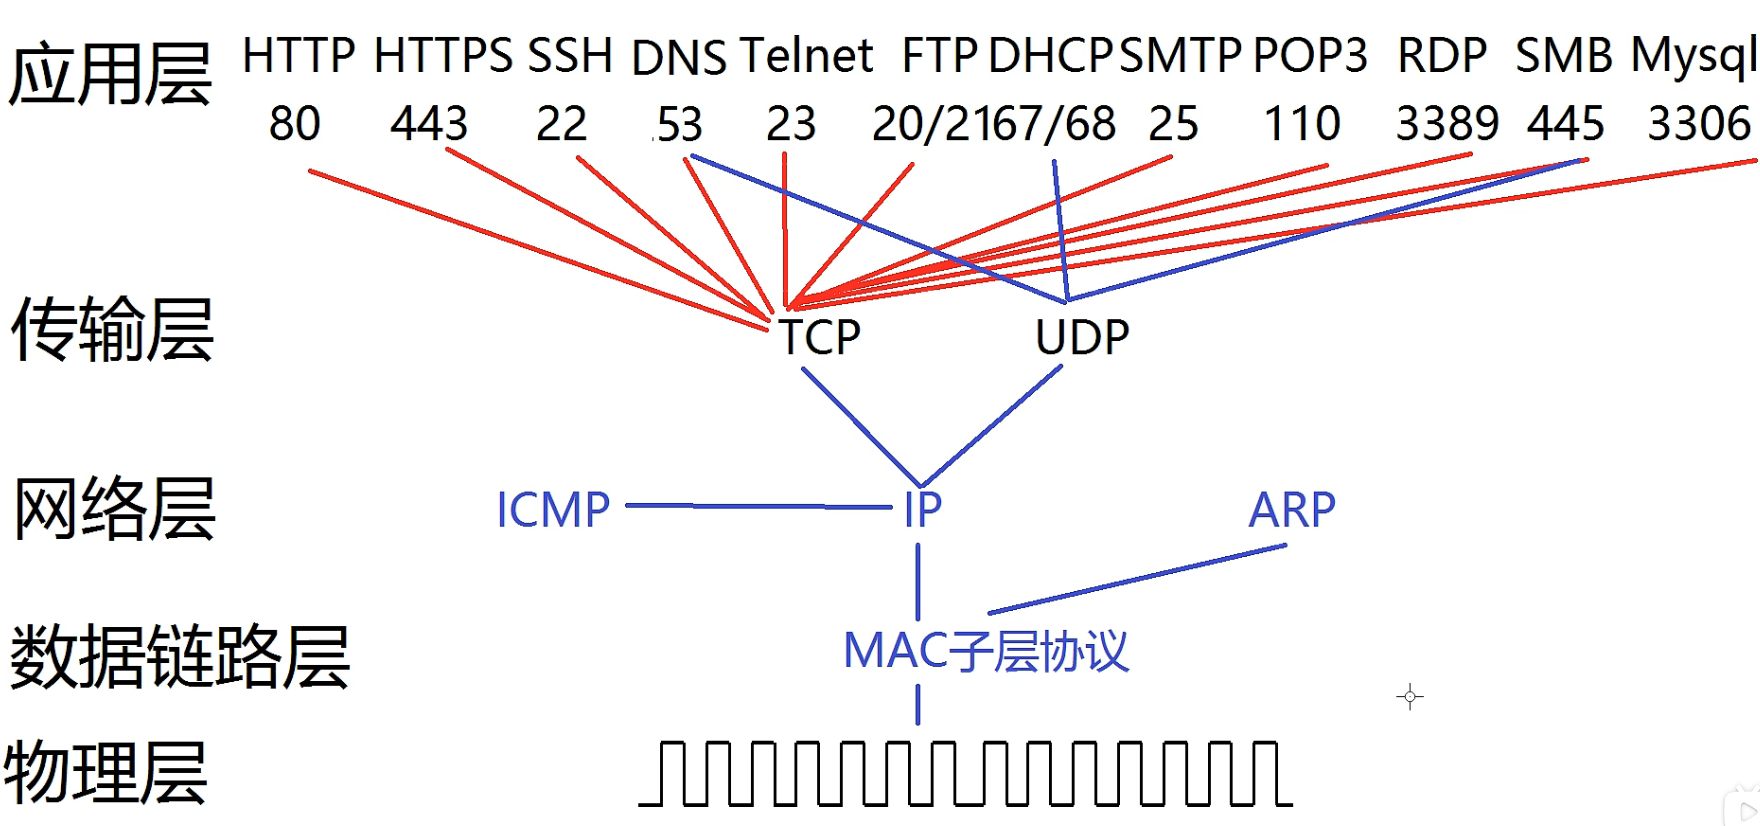 应用层 HTTP HTTPS SSH DNS Telnet FTP DHCP SMTP POP3 RDP SMB Mysql
80 443 22 53 23 20/21 67/68 25 110 3389 445 3306
传输层 TCP UDP
网络层 ICMP IP ARP
数据链路层 MAC子层协议
物理层